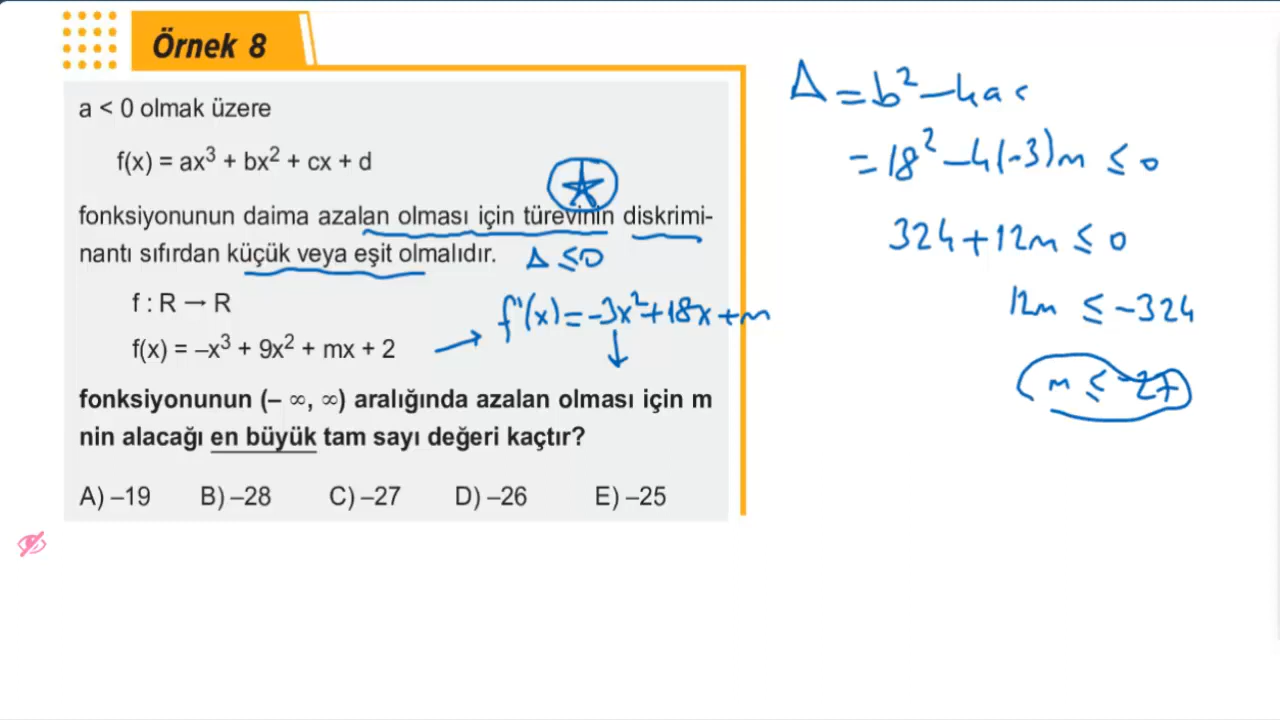 Örnek 8
a < 0 olmak üzere
f(x) = ax³ + bx² + cx + d
fonksiyonunun daima azalan olması için türevinin diskrimi-
nantı sıfırdan küçük veya eşit olmalıdır. Δ ≤ 0
f : R → R
f(x) = –x³ + 9x² + mx + 2 → f'(x) = -3x² + 18x + m
fonksiyonunun (– ∞, ∞) aralığında azalan olması için m
nin alacağı en büyük tam sayı değeri kaçtır?
A) –19 B) –28 C) –27 D) –26 E) –25
Δ = b² - 4ac
= 18² - 4(-3)m ≤ 0
324 + 12m ≤ 0
12m ≤ -324
m ≤ -27